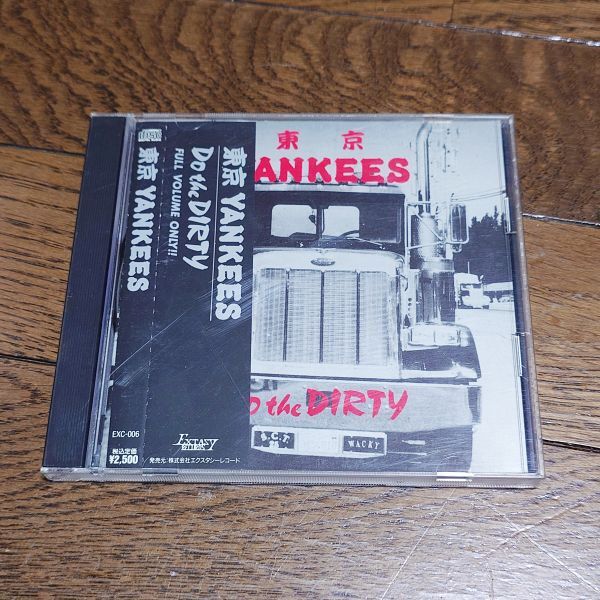 東京 YANKEES
EXC-006
税込定価
¥2,500
東京 YANKEES
DO the DIRTY
FULL VOLUME ONLY!!
EXTASY
発売元:株式会社エクスタシーレコード
東京
ANKEES
O the DIRTY
WACKY